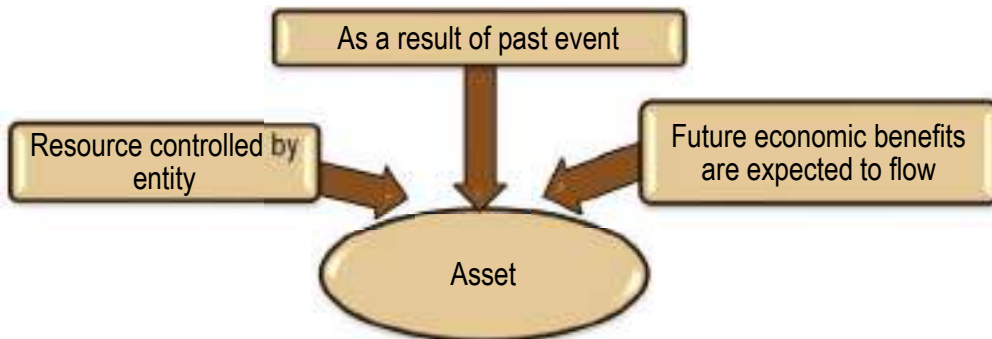 As a result of past event
Resource controlled by
entity
Future economic benefits
are expected to flow
Asset